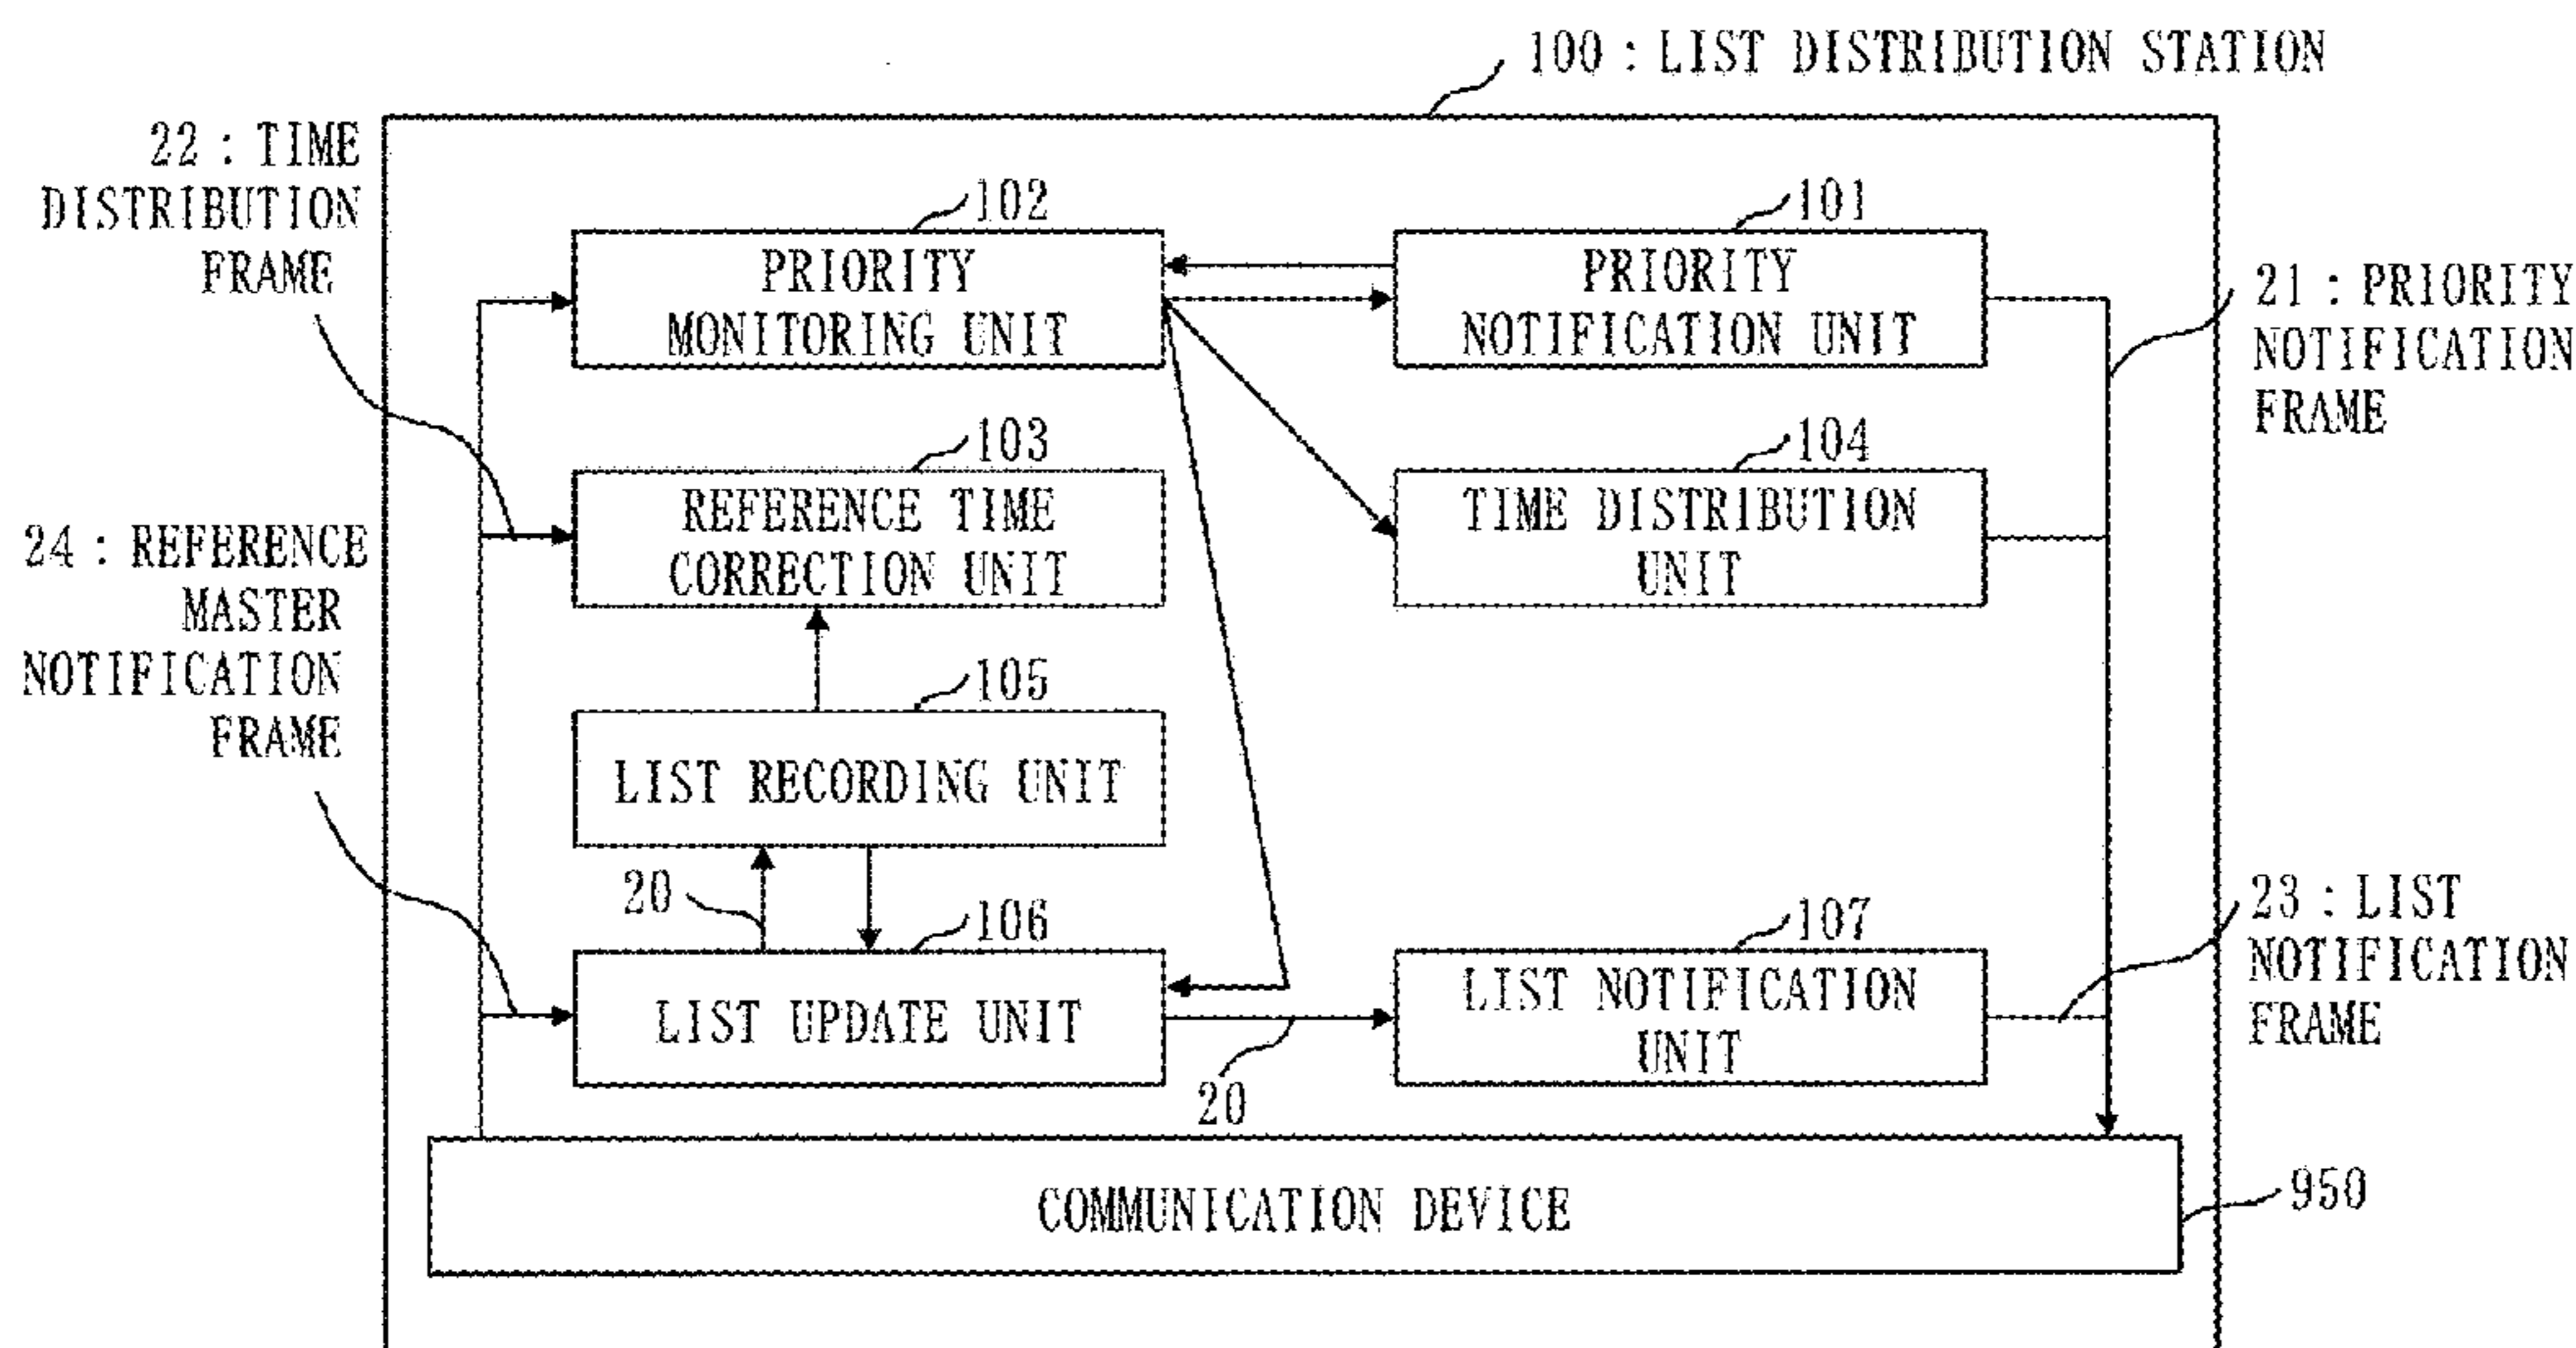 100 : LIST DISTRIBUTION STATION
22 : TIME
DISTRIBUTION
FRAME
102
PRIORITY
MONITORING UNIT
101
PRIORITY
NOTIFICATION UNIT
21 : PRIORITY
NOTIFICATION
FRAME
103
REFERENCE TIME
CORRECTION UNIT
104
TIME DISTRIBUTION
UNIT
24 : REFERENCE
MASTER
NOTIFICATION
FRAME
105
LIST RECORDING UNIT
20
106
LIST UPDATE UNIT
20
107
LIST NOTIFICATION
UNIT
23 : LIST
NOTIFICATION
FRAME
COMMUNICATION DEVICE
950